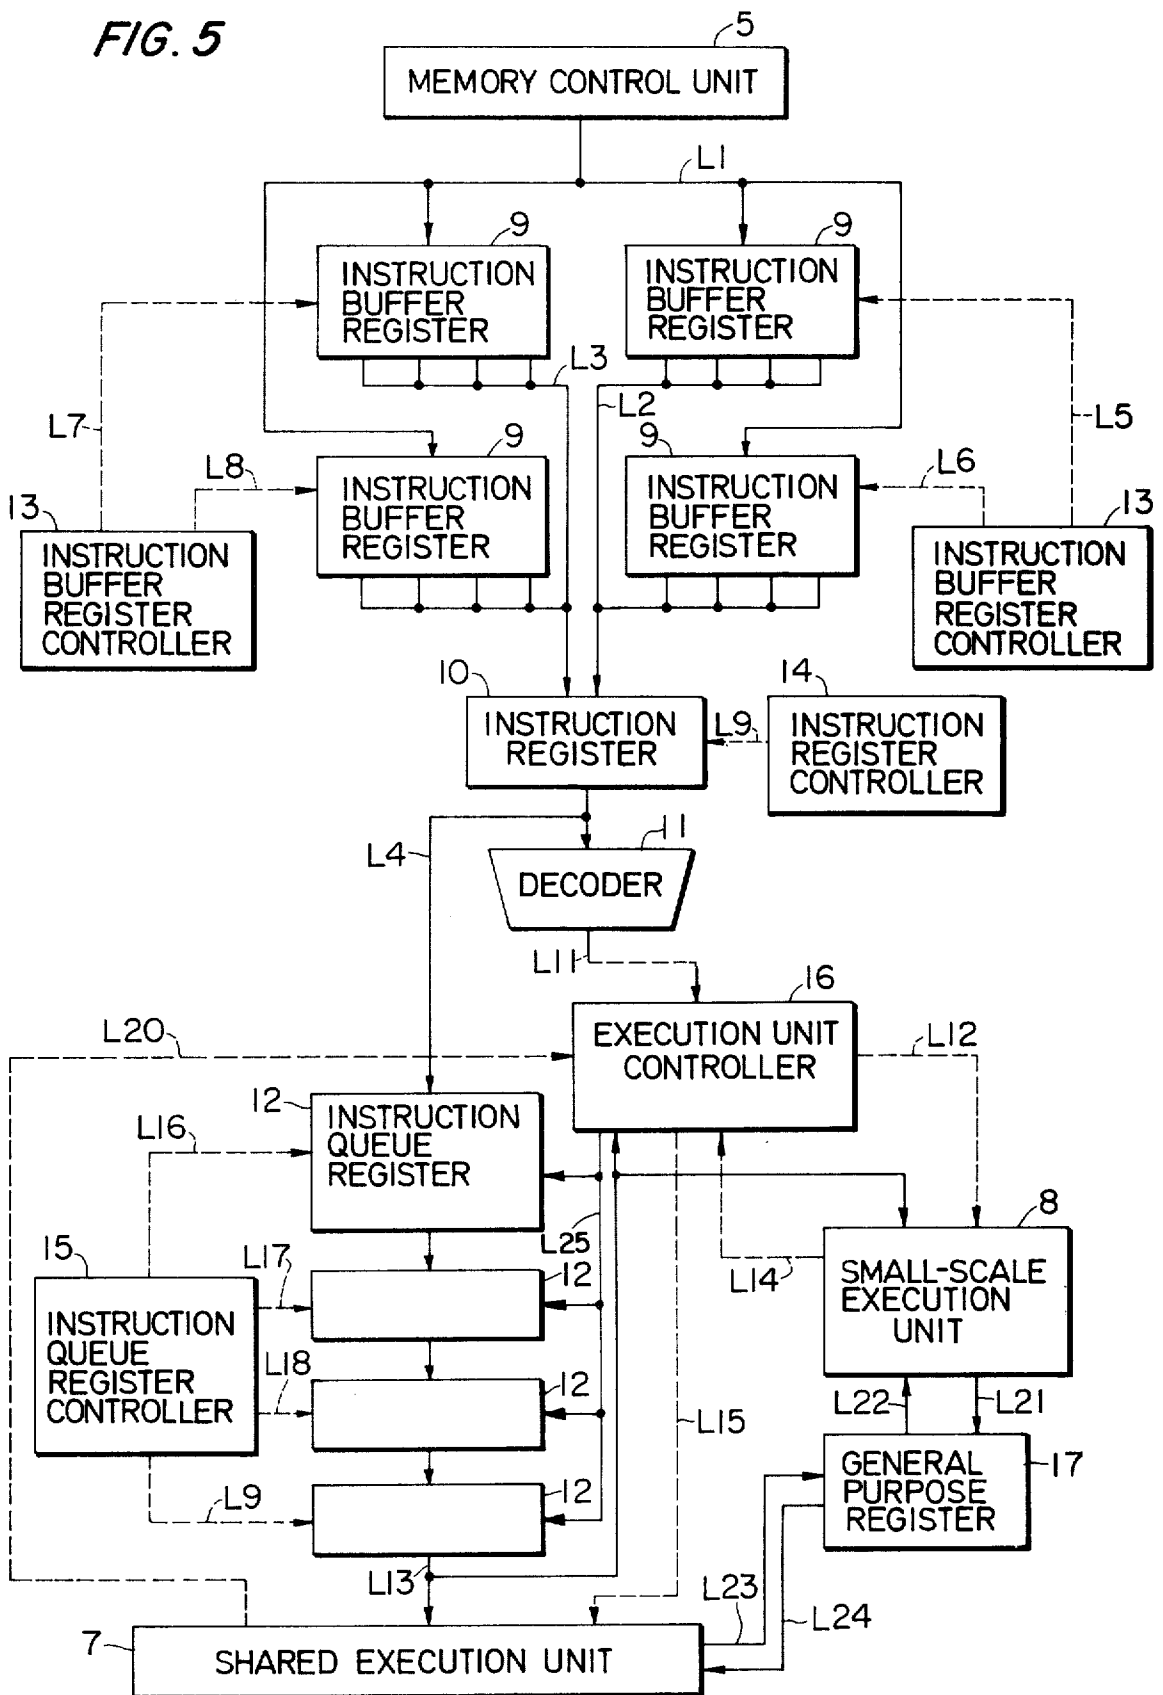 FIG. 5
5
MEMORY CONTROL UNIT
L1
9
INSTRUCTION
BUFFER
REGISTER
9
INSTRUCTION
BUFFER
REGISTER
L3
L2
L7
L5
9
INSTRUCTION
BUFFER
REGISTER
9
INSTRUCTION
BUFFER
REGISTER
L8
L6
13
INSTRUCTION
BUFFER
REGISTER
CONTROLLER
13
INSTRUCTION
BUFFER
REGISTER
CONTROLLER
10
INSTRUCTION
REGISTER
L9
14
INSTRUCTION
REGISTER
CONTROLLER
L4
11
DECODER
L11
16
EXECUTION UNIT
CONTROLLER
L20
L12
12
INSTRUCTION
QUEUE
REGISTER
L16
L25
8
SMALL-SCALE
EXECUTION
UNIT
L14
15
INSTRUCTION
QUEUE
REGISTER
CONTROLLER
L17
12
L18
12
L15
L22
L21
L9
12
GENERAL
PURPOSE
REGISTER
17
L13
L23
L24
7
SHARED EXECUTION UNIT